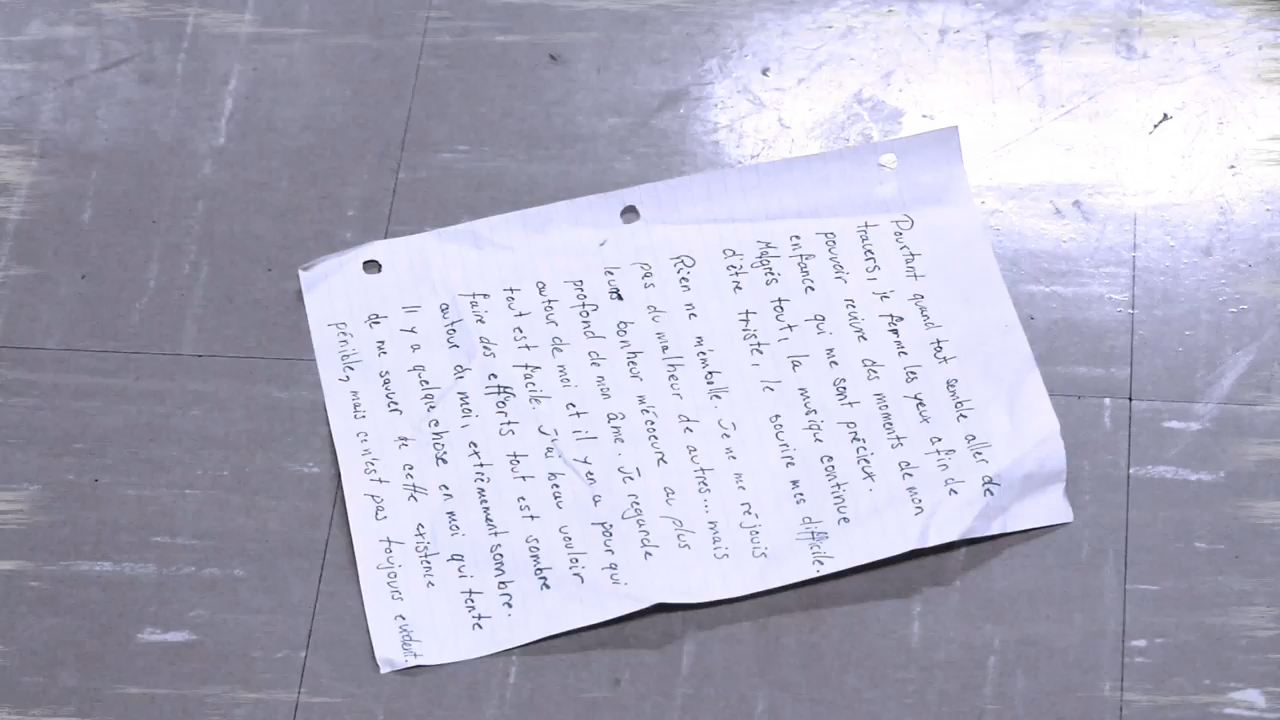 Pourtant quand tout semble aller de
travers, je ferme les yeux afin de
pouvoir revivre des moments de mon
enfance qui me sont précieux.
Malgrés tout, la musique continue
d'être triste, le sourire mes difficile.
Rien ne m'emballe. Je ne me réjouis
pas du malheur de autres... mais
leurs bonheur m'écoeure au plus
profond de mon âme. Je regarde
autour de moi et il y en a pour qui
tout est facile. J'ai beau vouloir
faire des efforts tout est sombre
autour de moi, extrêmement sombre.
Il y a quelque chose en moi qui tente
de me sauver de cette existence
pénible, mais ce n'est pas toujours evident.